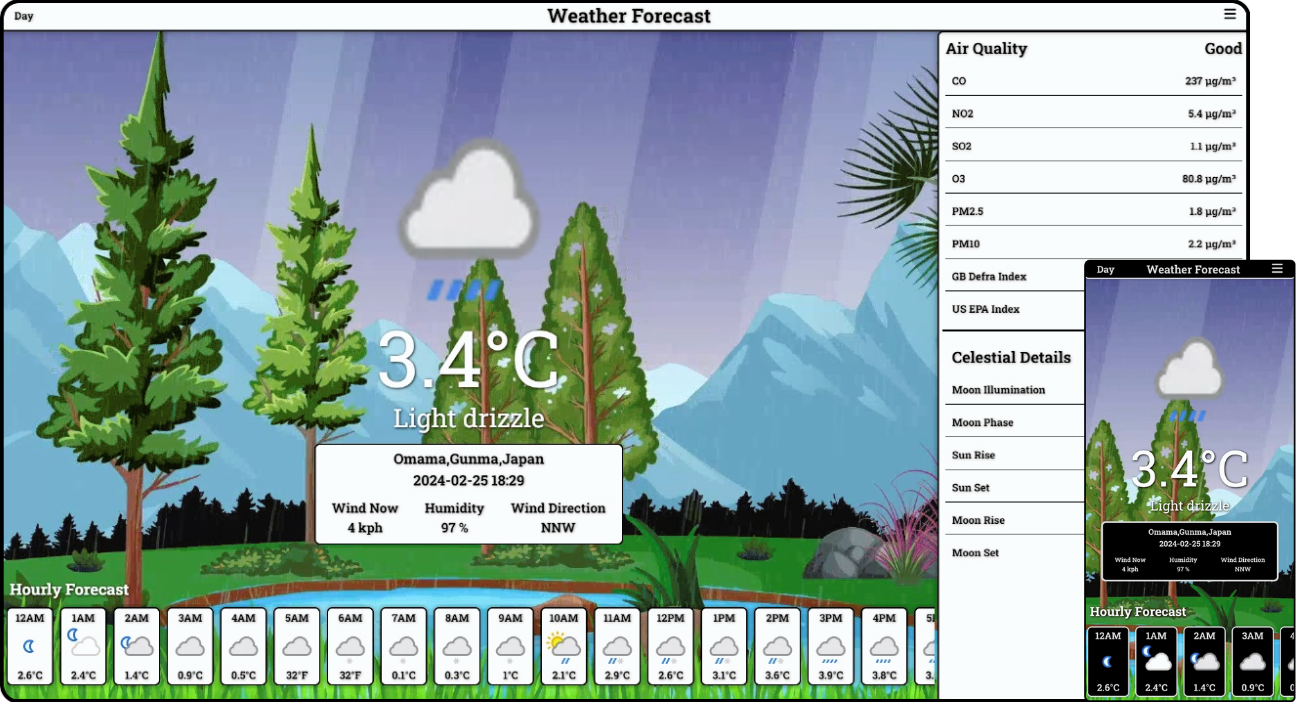 Day Weather Forecast
Air Quality Good
CO 237 μg/m³
NO2 5.4 μg/m³
SO2 1.1 μg/m³
O3 80.8 μg/m³
PM2.5 1.8 μg/m³
PM10 2.2 μg/m³
GB Defra Index
US EPA Index
Celestial Details
Moon Illumination
Moon Phase
Sun Rise
Sun Set
Moon Rise
Moon Set
3.4°C
Light drizzle
Omama,Gunma,Japan
2024-02-25 18:29
Wind Now Humidity Wind Direction
4 kph 97 % NNW
Hourly Forecast
12AM 1AM 2AM 3AM 4AM 5AM 6AM 7AM 8AM 9AM 10AM 11AM 12PM 1PM 2PM 3PM 4PM
2.6°C 2.4°C 1.4°C 0.9°C 0.5°C 32°F 32°F 0.1°C 0.3°C 1°C 2.1°C 2.9°C 2.6°C 3.1°C 3.6°C 3.9°C 3.8°C
Day Weather Forecast
3.4°C
Light drizzle
Omama,Gunma,Japan
2024-02-25 18:29
Wind Now Humidity Wind Direction
4 kph 97 % NNW
Hourly Forecast
12AM 1AM 2AM 3AM
2.6°C 2.4°C 1.4°C 0.9°C